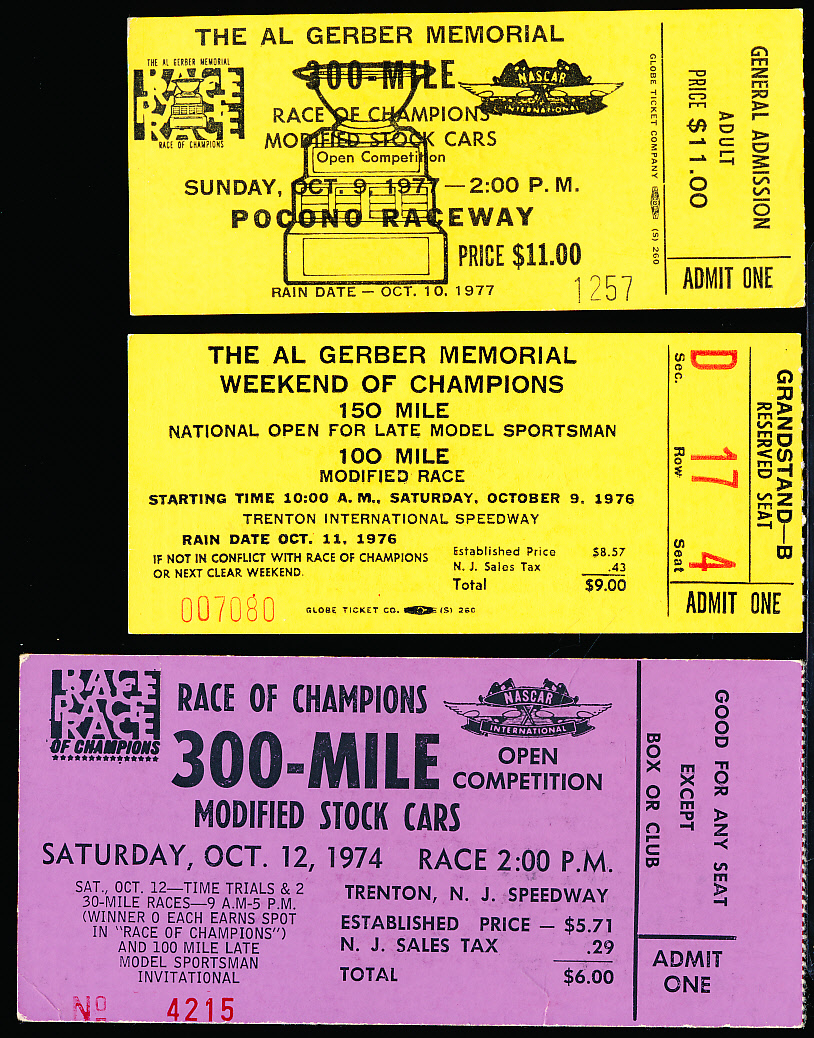 THE AL GERBER MEMORIAL
THE AL GERBER MEMORIAL
RACE
RACE
RACE
RACE OF CHAMPIONS
300-MILE
NASCAR
INTERNATIONAL
RACE OF CHAMPIONS
MODIFIED STOCK CARS
Open Competition
SUNDAY, OCT. 9, 1977 — 2:00 P. M.
POCONO RACEWAY
PRICE $11.00
RAIN DATE — OCT. 10, 1977
1257
GLOBE TICKET COMPANY (S) 260
GENERAL ADMISSION
ADULT
PRICE $11.00
ADMIT ONE
THE AL GERBER MEMORIAL
WEEKEND OF CHAMPIONS
150 MILE
NATIONAL OPEN FOR LATE MODEL SPORTSMAN
100 MILE
MODIFIED RACE
STARTING TIME 10:00 A. M., SATURDAY, OCTOBER 9, 1976
TRENTON INTERNATIONAL SPEEDWAY
RAIN DATE OCT. 11, 1976
IF NOT IN CONFLICT WITH RACE OF CHAMPIONS
OR NEXT CLEAR WEEKEND.
Established Price $8.57
N. J. Sales Tax .43
Total $9.00
007080
GLOBE TICKET CO. (S) 260
GRANDSTAND—B
RESERVED SEAT
D 17 4
Sec. Row Seat
ADMIT ONE
RACE
RACE
RACE
OF CHAMPIONS
RACE OF CHAMPIONS
NASCAR
INTERNATIONAL
300-MILE
OPEN
COMPETITION
MODIFIED STOCK CARS
SATURDAY, OCT. 12, 1974 RACE 2:00 P.M.
SAT., OCT. 12—TIME TRIALS & 2
30-MILE RACES—9 A.M-5 P.M.
(WINNER O EACH EARNS SPOT
IN "RACE OF CHAMPIONS")
AND 100 MILE LATE
MODEL SPORTSMAN
INVITATIONAL
TRENTON, N. J. SPEEDWAY
ESTABLISHED PRICE — $5.71
N. J. SALES TAX .29
TOTAL $6.00
No 4215
GOOD FOR ANY SEAT
EXCEPT
BOX OR CLUB
ADMIT
ONE